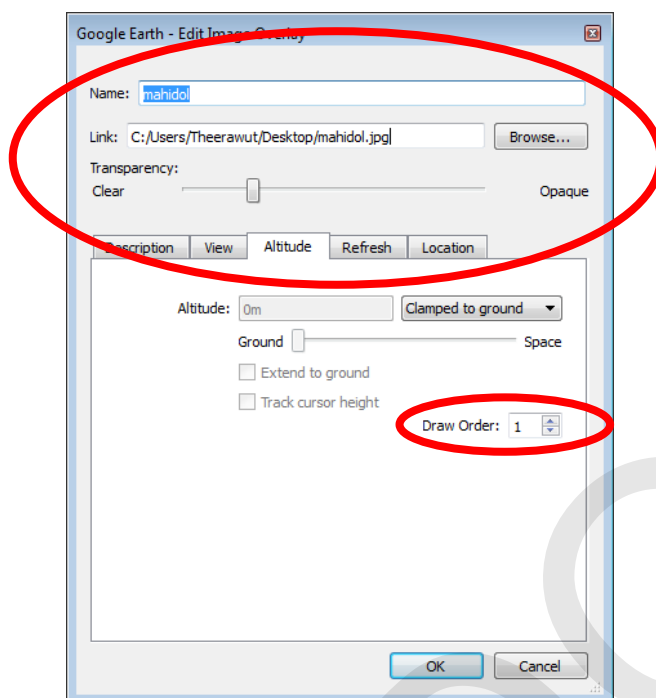 Google Earth - Edit Image Overlay
Name: mahidol
Link: C:/Users/Theerawut/Desktop/mahidol.jpg Browse...
Transparency:
Clear Opaque
Description View Altitude Refresh Location
Altitude: 0m Clamped to ground
Ground Space
Extend to ground
Track cursor height
Draw Order: 1
OK Cancel